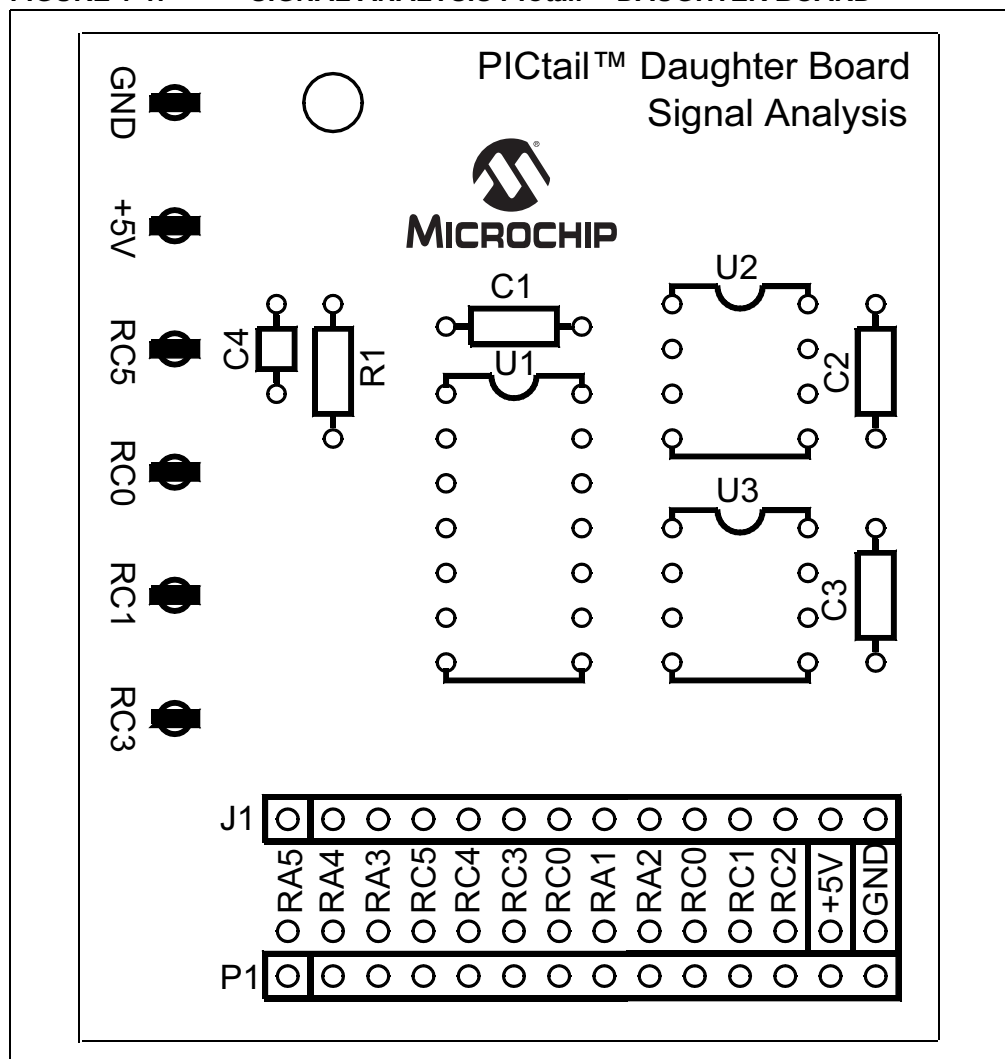 PICtail™ Daughter Board
Signal Analysis
GND
MICROCHIP
®
+5V
RC5
RC0
RC1
RC3
C4
R1
C1
U1
U2
C2
U3
C3
J1
RA5 RA4 RA3 RC5 RC4 RC3 RC0 RA1 RA2 RC0 RC1 RC2 +5V GND
P1